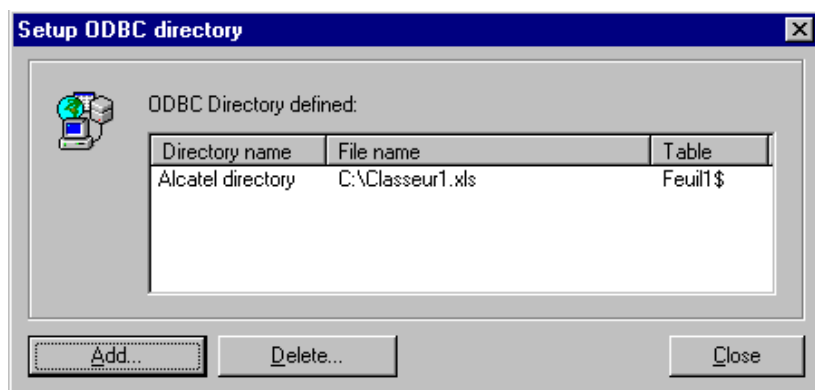 Setup ODBC directory
ODBC Directory defined:
Directory name File name Table
Alcatel directory C:\Classeur1.xls Feuil1$
Add... Delete... Close